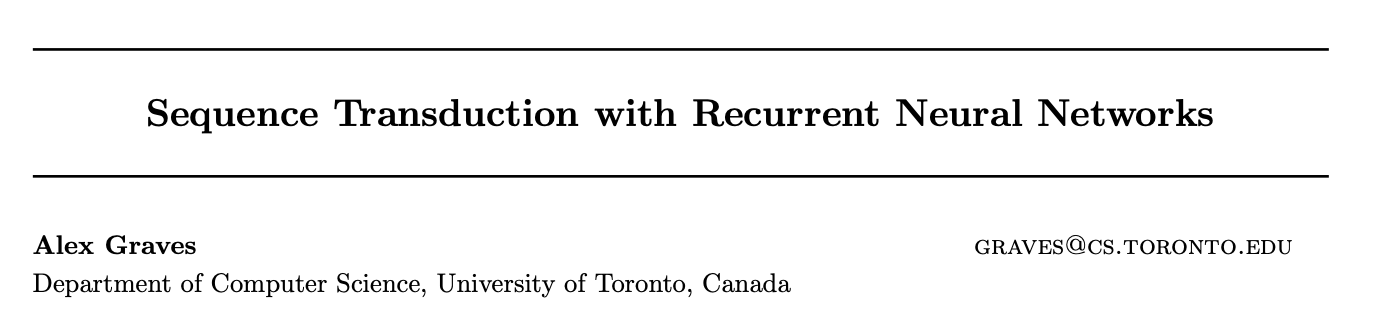 Sequence Transduction with Recurrent Neural Networks
Alex Graves GRAVES@CS.TORONTO.EDU
Department of Computer Science, University of Toronto, Canada